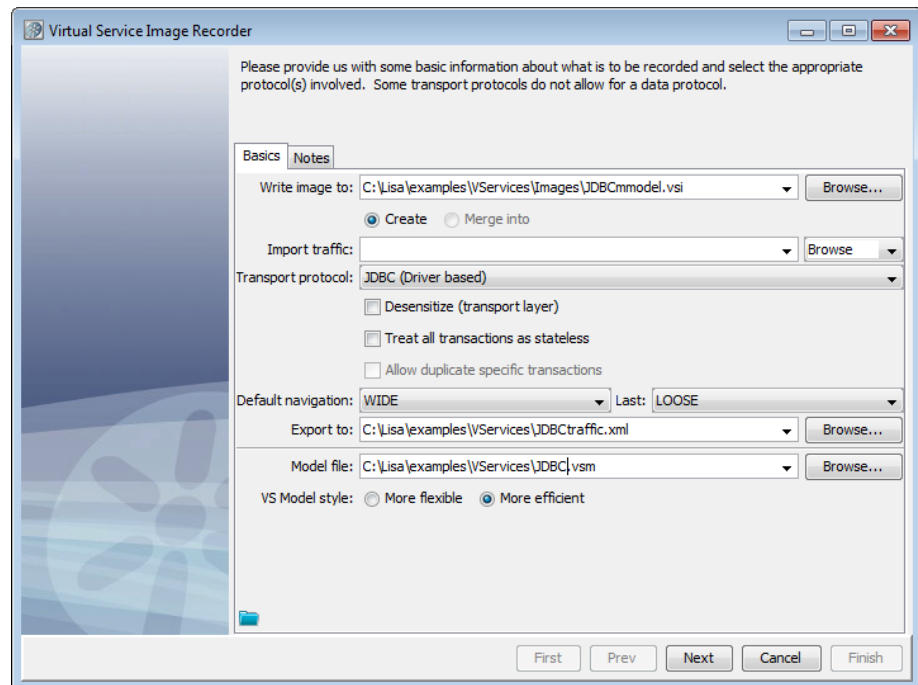 Virtual Service Image Recorder
Please provide us with some basic information about what is to be recorded and select the appropriate
protocol(s) involved. Some transport protocols do not allow for a data protocol.
Basics Notes
Write image to: C:\Lisa\examples\VServices\Images\JDBCmmodel.vsi Browse...
Create Merge into
Import traffic: Browse
Transport protocol: JDBC (Driver based)
Desensitize (transport layer)
Treat all transactions as stateless
Allow duplicate specific transactions
Default navigation: WIDE Last: LOOSE
Export to: C:\Lisa\examples\VServices\JDBCtraffic.xml Browse...
Model file: C:\Lisa\examples\VServices\JDBC.vsm Browse...
VS Model style: More flexible More efficient
First Prev Next Cancel Finish